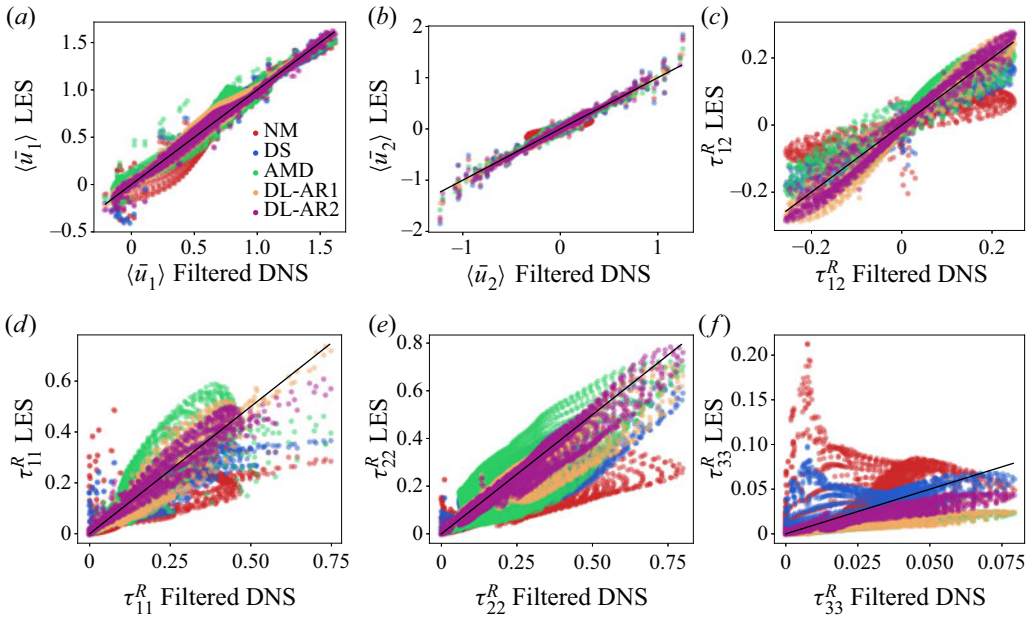 (a)
1.5
1.0
0.5
0
−0.5
⟨ū₁⟩ LES
NM
DS
AMD
DL-AR1
DL-AR2
0
0.5
1.0
1.5
⟨ū₁⟩ Filtered DNS
(b)
2
1
0
−1
−2
⟨ū₂⟩ LES
−1
0
1
⟨ū₂⟩ Filtered DNS
(c)
0.2
0
−0.2
τ₁₂ᴿ LES
−0.2
0
0.2
τ₁₂ᴿ Filtered DNS
(d)
0.6
0.4
0.2
0
τ₁₁ᴿ LES
0
0.25
0.50
0.75
τ₁₁ᴿ Filtered DNS
(e)
0.8
0.6
0.4
0.2
0
τ₂₂ᴿ LES
0
0.25
0.50
0.75
τ₂₂ᴿ Filtered DNS
(f)
0.20
0.15
0.10
0.05
0
τ₃₃ᴿ LES
0
0.025
0.050
0.075
τ₃₃ᴿ Filtered DNS